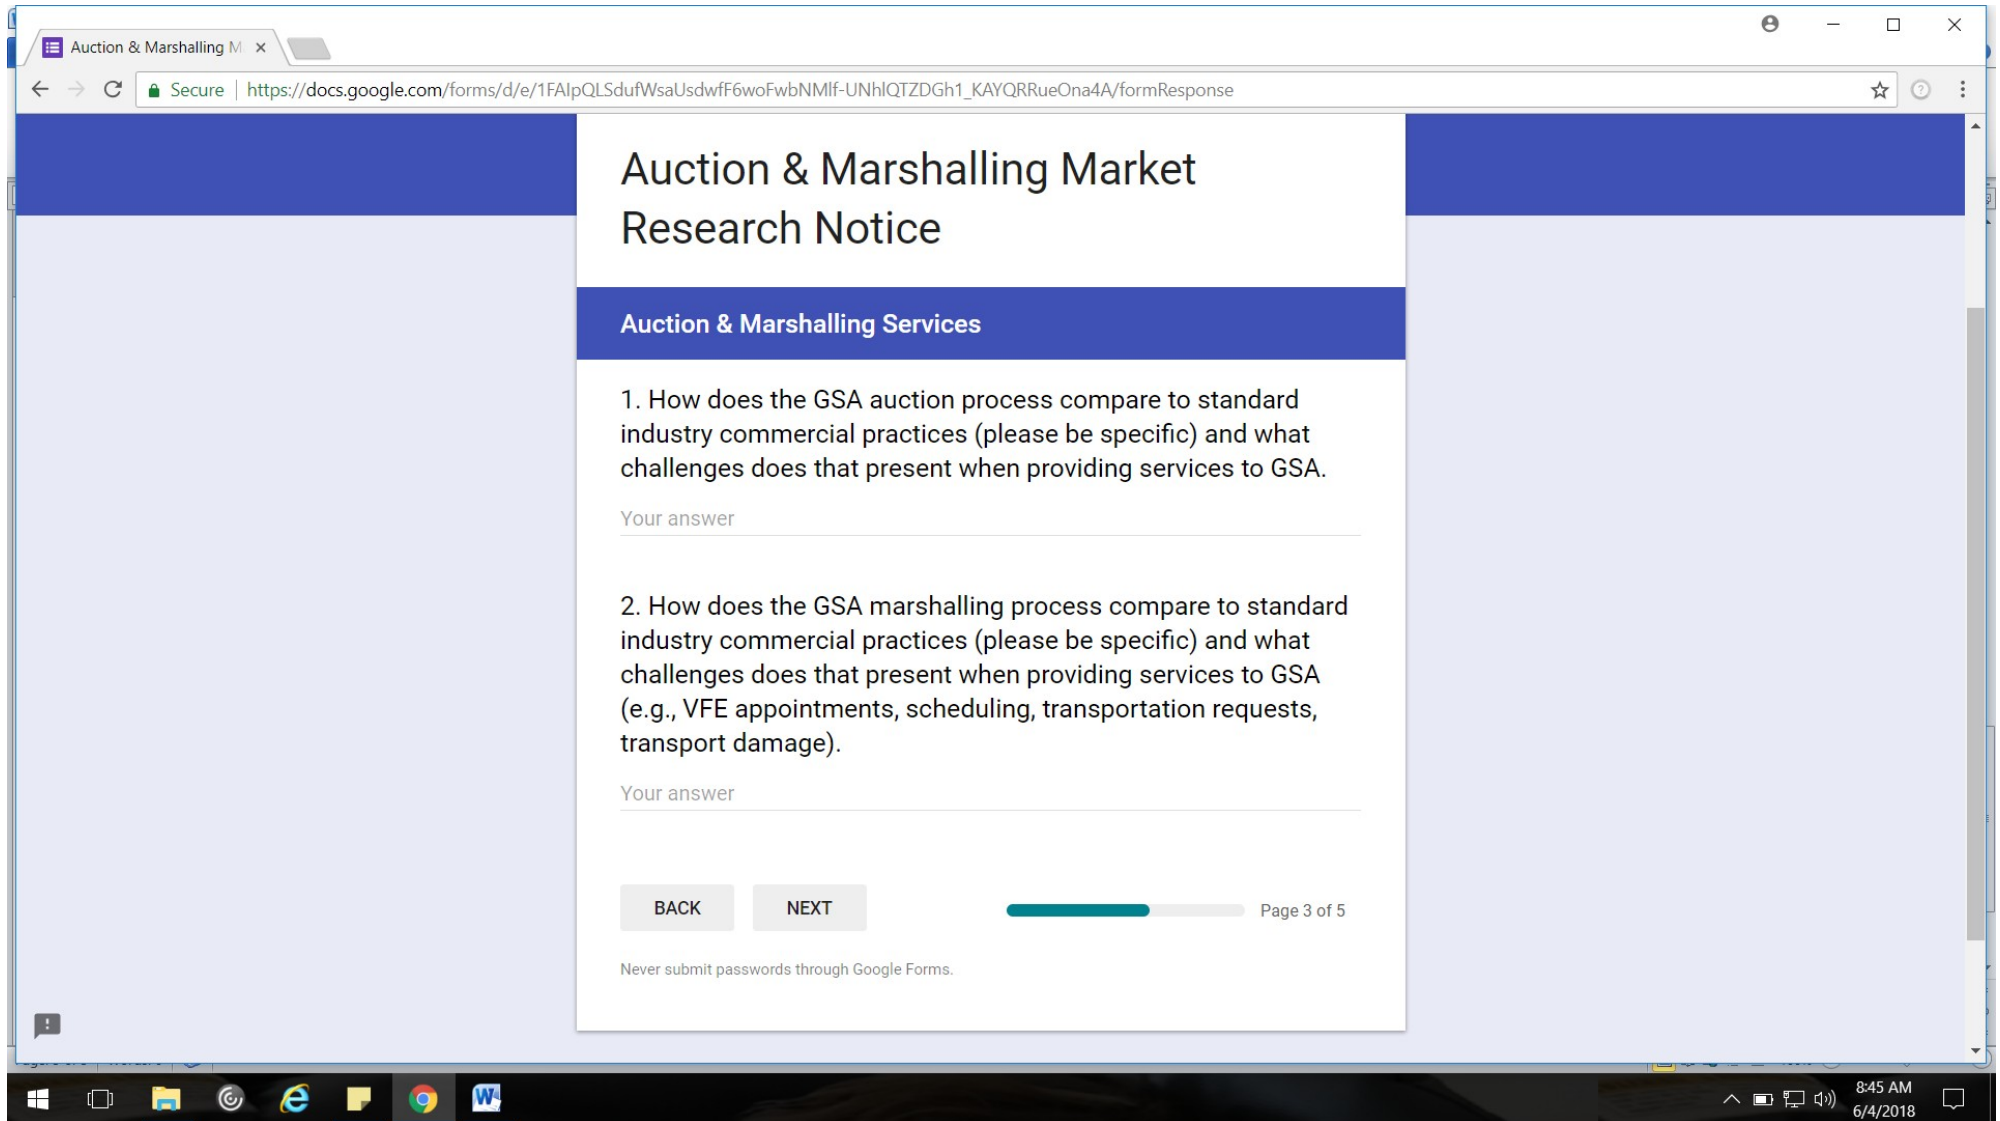 Auction & Marshalling M
Secure | https://docs.google.com/forms/d/e/1FAIpQLSdufWsaUsdwfF6woFwbNMlf-UNhlQTZDGh1_KAYQRRueOna4A/formResponse
Auction & Marshalling Market
Research Notice
Auction & Marshalling Services
1. How does the GSA auction process compare to standard
industry commercial practices (please be specific) and what
challenges does that present when providing services to GSA.
Your answer
2. How does the GSA marshalling process compare to standard
industry commercial practices (please be specific) and what
challenges does that present when providing services to GSA
(e.g., VFE appointments, scheduling, transportation requests,
transport damage).
Your answer
BACK
NEXT
Page 3 of 5
Never submit passwords through Google Forms.
8:45 AM
6/4/2018